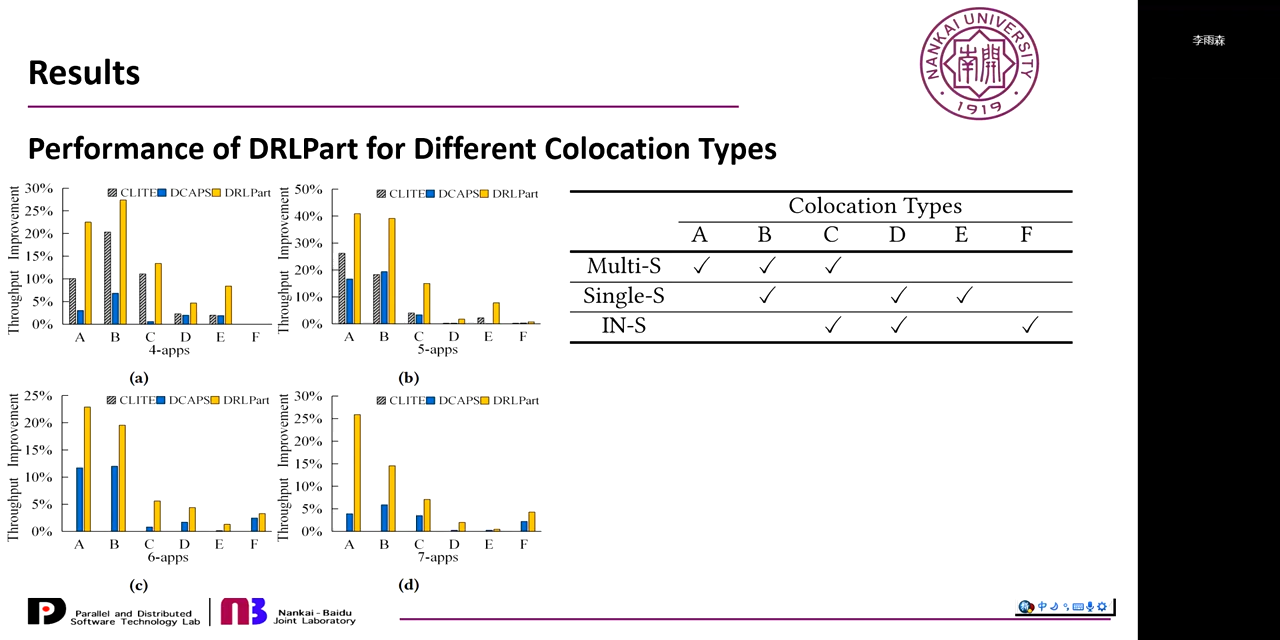 Results
NANKAI UNIVERSITY
南開
1919
李雨森
Performance of DRLPart for Different Colocation Types
Throughput Improvement
30%
25%
20%
15%
10%
5%
0%
CLITE DCAPS DRLPart
A B C D E F
4-apps
(a)
Throughput Improvement
50%
40%
30%
20%
10%
0%
CLITE DCAPS DRLPart
A B C D E F
5-apps
(b)
Colocation Types
A B C D E F
Multi-S ✓ ✓ ✓
Single-S ✓ ✓ ✓
IN-S ✓ ✓ ✓
Throughput Improvement
25%
20%
15%
10%
5%
0%
CLITE DCAPS DRLPart
A B C D E F
6-apps
(c)
Throughput Improvement
30%
25%
20%
15%
10%
5%
0%
CLITE DCAPS DRLPart
A B C D E F
7-apps
(d)
Parallel and Distributed
Software Technology Lab
Nankai-Baidu
Joint Laboratory
中